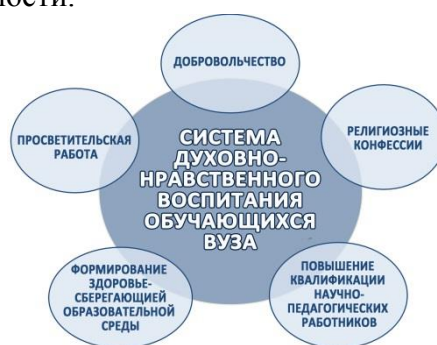 ности.
ДОБРОВОЛЬЧЕСТВО
ПРОСВЕТИТЕЛЬСКАЯ
РАБОТА
РЕЛИГИОЗНЫЕ
КОНФЕССИИ
СИСТЕМА
ДУХОВНО-
НРАВСТВЕННОГО
ВОСПИТАНИЯ
ОБУЧАЮЩИХСЯ
ВУЗА
ФОРМИРОВАНИЕ
ЗДОРОВЬЕ-
СБЕРЕГАЮЩЕЙ
ОБРАЗОВАТЕЛЬНОЙ
СРЕДЫ
ПОВЫШЕНИЕ
КВАЛИФИКАЦИИ
НАУЧНО-
ПЕДАГОГИЧЕСКИХ
РАБОТНИКОВ